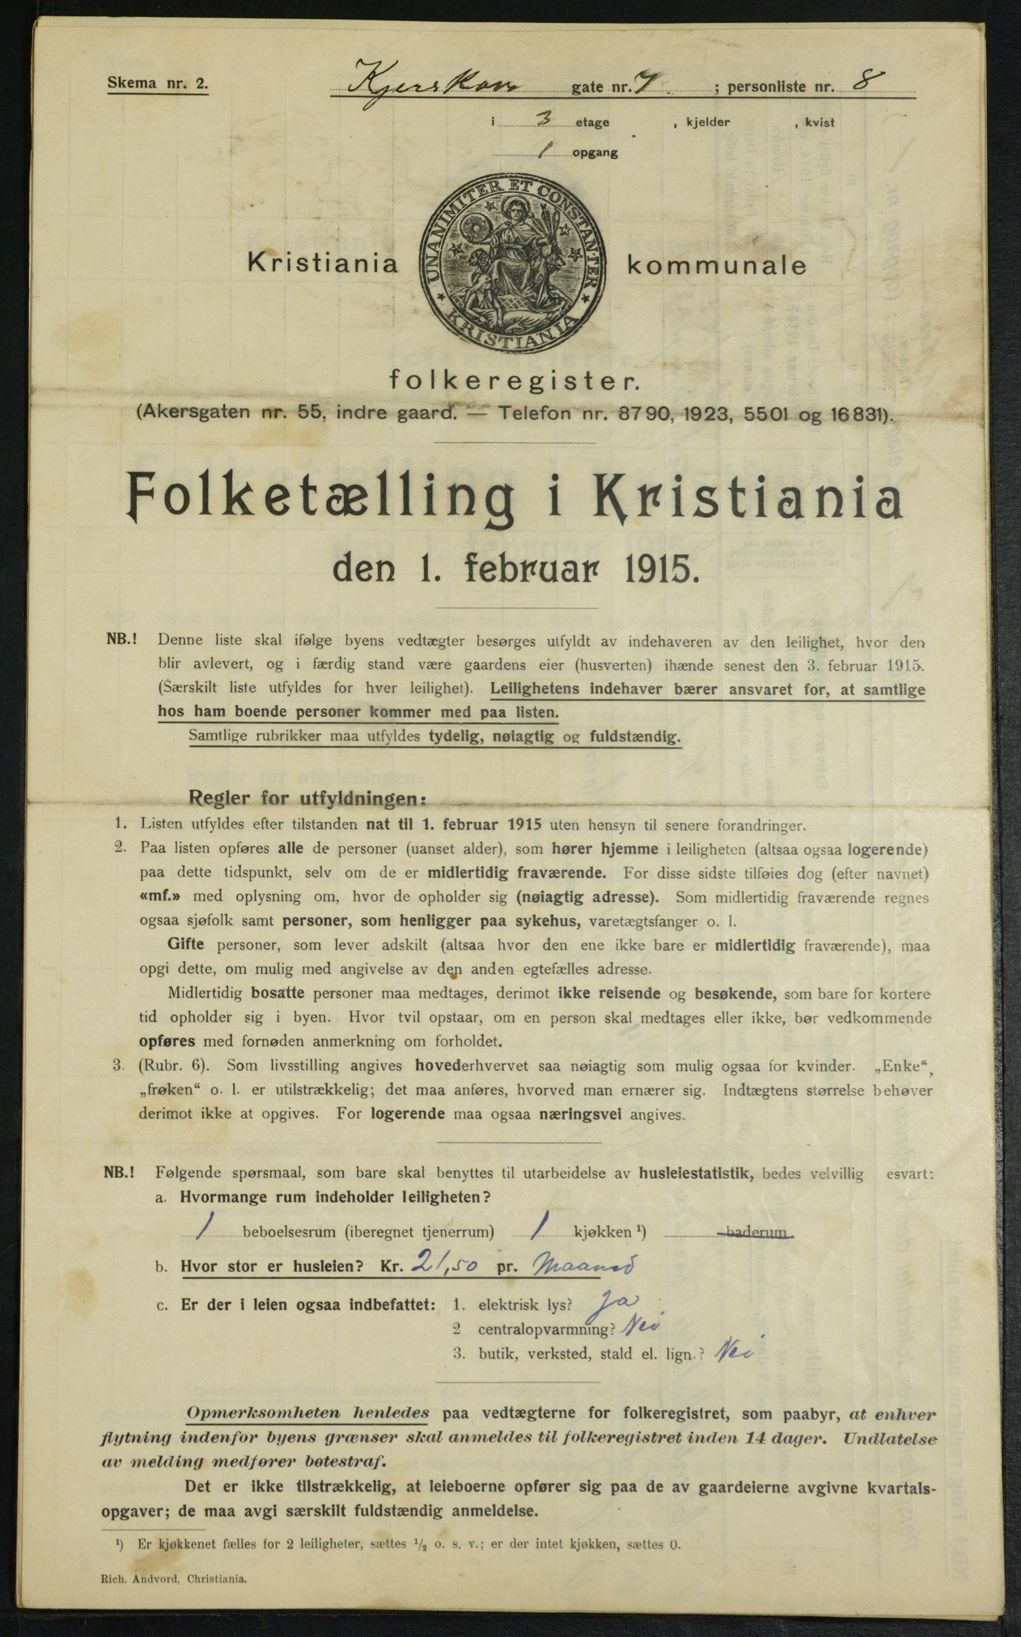 Skema nr. 2.
Kjerskov gate nr. 7. ; personliste nr. 8
i 3 etage , kjelder , kvist
1 opgang
UNANIMITER ET CONSTANTER
KRISTIANIA
Kristiania kommunale
folkeregister.
(Akersgaten nr. 55, indre gaard. — Telefon nr. 8790, 1923, 5501 og 16831).
Folketælling i Kristiania
den 1. februar 1915.
NB.! Denne liste skal ifølge byens vedtægter besørges utfyldt av indehaveren av den leilighet, hvor den
blir avlevert, og i færdig stand være gaardens eier (husverten) ihænde senest den 3. februar 1915.
(Særskilt liste utfyldes for hver leilighet). Leilighetens indehaver bærer ansvaret for, at samtlige
hos ham boende personer kommer med paa listen.
Samtlige rubrikker maa utfyldes tydelig, nøiagtig og fuldstændig.
Regler for utfyldningen:
1. Listen utfyldes efter tilstanden nat til 1. februar 1915 uten hensyn til senere forandringer.
2. Paa listen opføres alle de personer (uanset alder), som hører hjemme i leiligheten (altsaa ogsaa logerende)
paa dette tidspunkt, selv om de er midlertidig fraværende. For disse sidste tilføies dog (efter navnet)
«mf.» med oplysning om, hvor de opholder sig (nøiagtig adresse). Som midlertidig fraværende regnes
ogsaa sjøfolk samt personer, som henligger paa sykehus, varetægtsfanger o. l.
Gifte personer, som lever adskilt (altsaa hvor den ene ikke bare er midlertidig fraværende), maa
opgi dette, om mulig med angivelse av den anden egtefælles adresse.
Midlertidig bosatte personer maa medtages, derimot ikke reisende og besøkende, som bare for kortere
tid opholder sig i byen. Hvor tvil opstaar, om en person skal medtages eller ikke, bør vedkommende
opføres med fornøden anmerkning om forholdet.
3. (Rubr. 6). Som livsstilling angives hovederhvervet saa nøiagtig som mulig ogsaa for kvinder. „Enke“,
„frøken“ o. l. er utilstrækkelig; det maa anføres, hvorved man ernærer sig. Indtægtens størrelse behøver
derimot ikke at opgives. For logerende maa ogsaa næringsvei angives.
NB.! Følgende spørsmaal, som bare skal benyttes til utarbeidelse av husleiestatistik, bedes velvillig esvart:
a. Hvormange rum indeholder leiligheten?
1 beboelsesrum (iberegnet tjenerrum) 1 kjøkken ¹) baderum.
b. Hvor stor er husleien? Kr. 21,50 pr. Maaned
c. Er der i leien ogsaa indbefattet: 1. elektrisk lys? Ja
2 centralopvarmning? Nei
3. butik, verksted, stald el. lign.? Nei
Opmerksomheten henledes paa vedtægterne for folkeregistret, som paabyr, at enhver
flytning indenfor byens grænser skal anmeldes til folkeregistret inden 14 dager. Undlatelse
av melding medfører bøtestraf.
Det er ikke tilstrækkelig, at leieboerne opfører sig paa de av gaardeierne avgivne kvartals-
opgaver; de maa avgi særskilt fuldstændig anmeldelse.
¹) Er kjøkkenet fælles for 2 leiligheter, sættes ½ o. s. v.; er der intet kjøkken, sættes 0.
Rich. Andvord, Christiania.